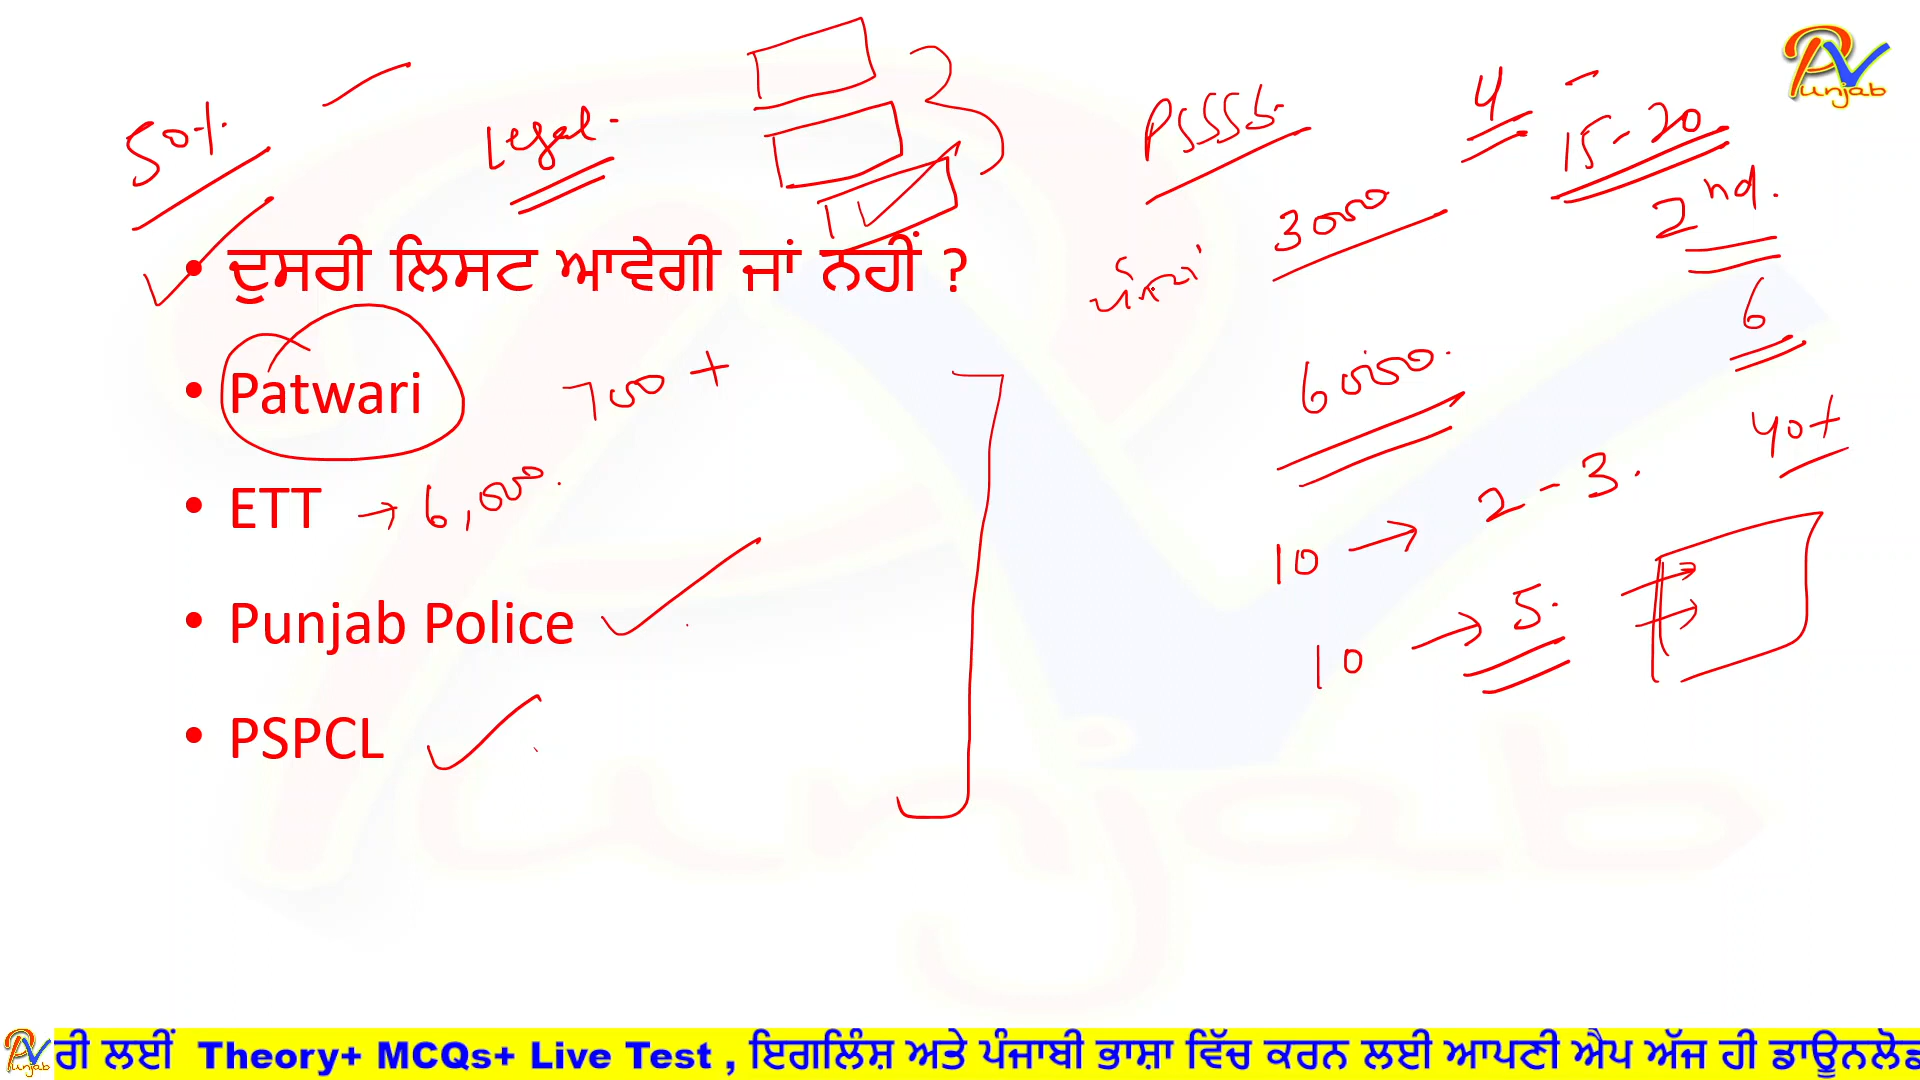 PV
unjab
50%
Legal.
PSSSB.
4
15-20
3000
2nd.
• ਦੁਸਰੀ ਲਿਸਟ ਆਵੇਗੀ ਜਾਂ ਨਹੀਂ ?
6
• Patwari 700 +
6000.
40+
• ETT → 6,000.
10 → 2-3.
• Punjab Police
10 → 5.
• PSPCL
ਰੀ ਲਈਂ Theory+ MCQs+ Live Test , ਇਗਲਿੰਸ਼ ਅਤੇ ਪੰਜਾਬੀ ਭਾਸ਼ਾ ਵਿੱਚ ਕਰਨ ਲਈ ਆਪਣੀ ਐਪ ਅੱਜ ਹੀ ਡਾਊਨਲੋਡ